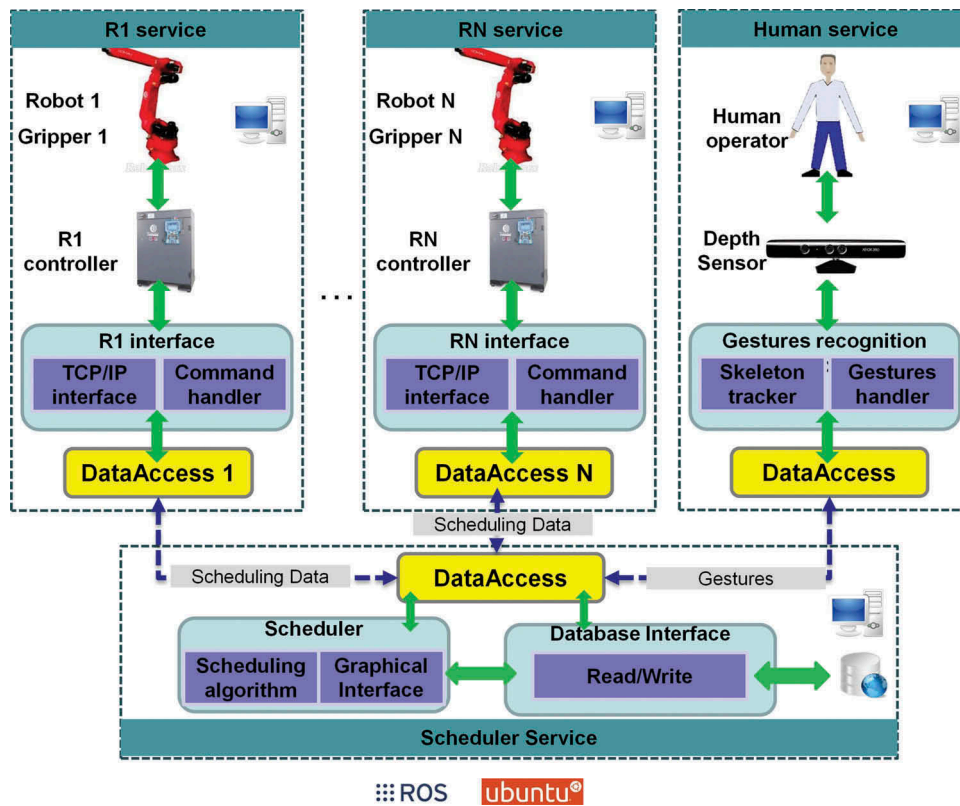 R1 service
RN service
Human service
Robot 1
Gripper 1
Robot N
Gripper N
Human
operator
R1
controller
RN
controller
Depth
Sensor
...
R1 interface
TCP/IP
interface
Command
handler
RN interface
TCP/IP
interface
Command
handler
Gestures recognition
Skeleton
tracker
Gestures
handler
DataAccess 1
DataAccess N
DataAccess
Scheduling Data
Scheduling Data
DataAccess
Gestures
Scheduler
Scheduling
algorithm
Graphical
Interface
Database Interface
Read/Write
Scheduler Service
ROS
ubuntu